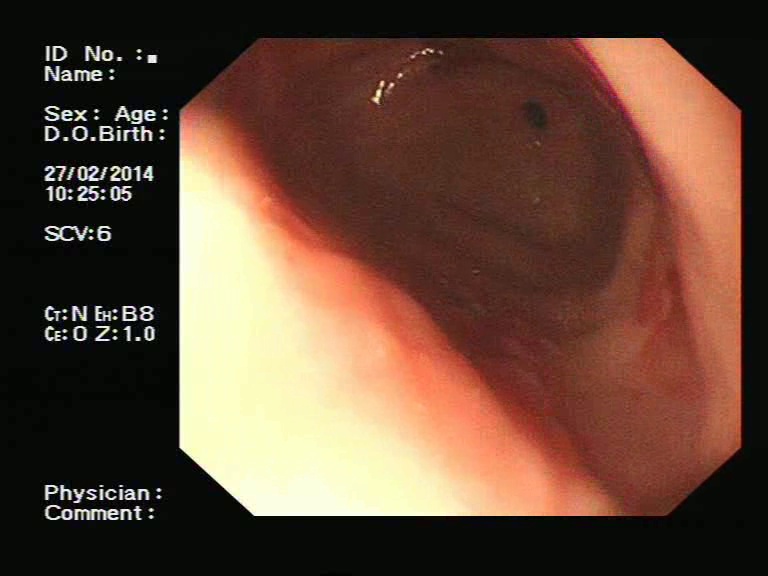 ID No. :
Name:
Sex: Age:
D.O.Birth:
27/02/2014
10:25:05
SCV:6
CT:N EH:B8
CE:0 Z:1.0
Physician:
Comment: